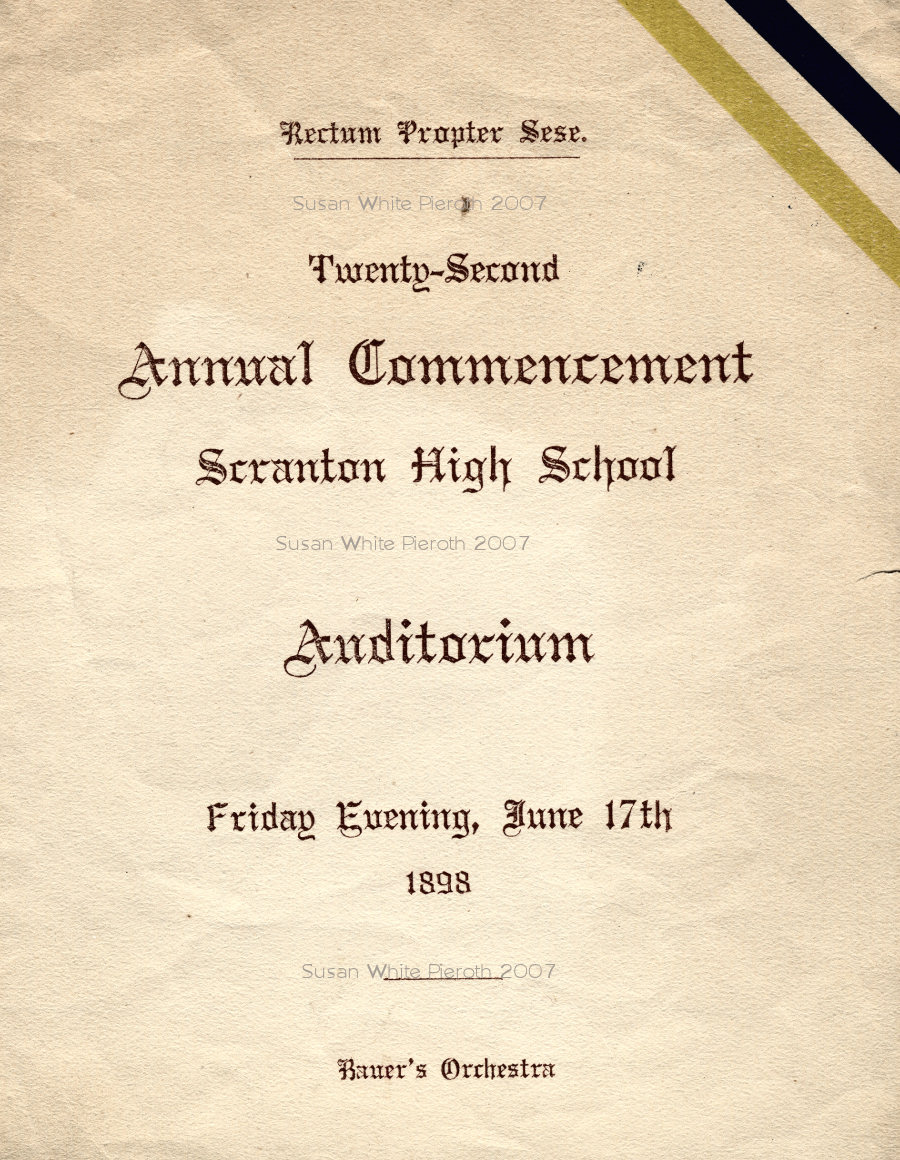 Rectum Propter Sese.
Susan White Pieroth 2007
Twenty-Second
Annual Commencement
Scranton High School
Susan White Pieroth 2007
Auditorium
Friday Evening, June 17th
1898
Susan White Pieroth 2007
Bauer's Orchestra